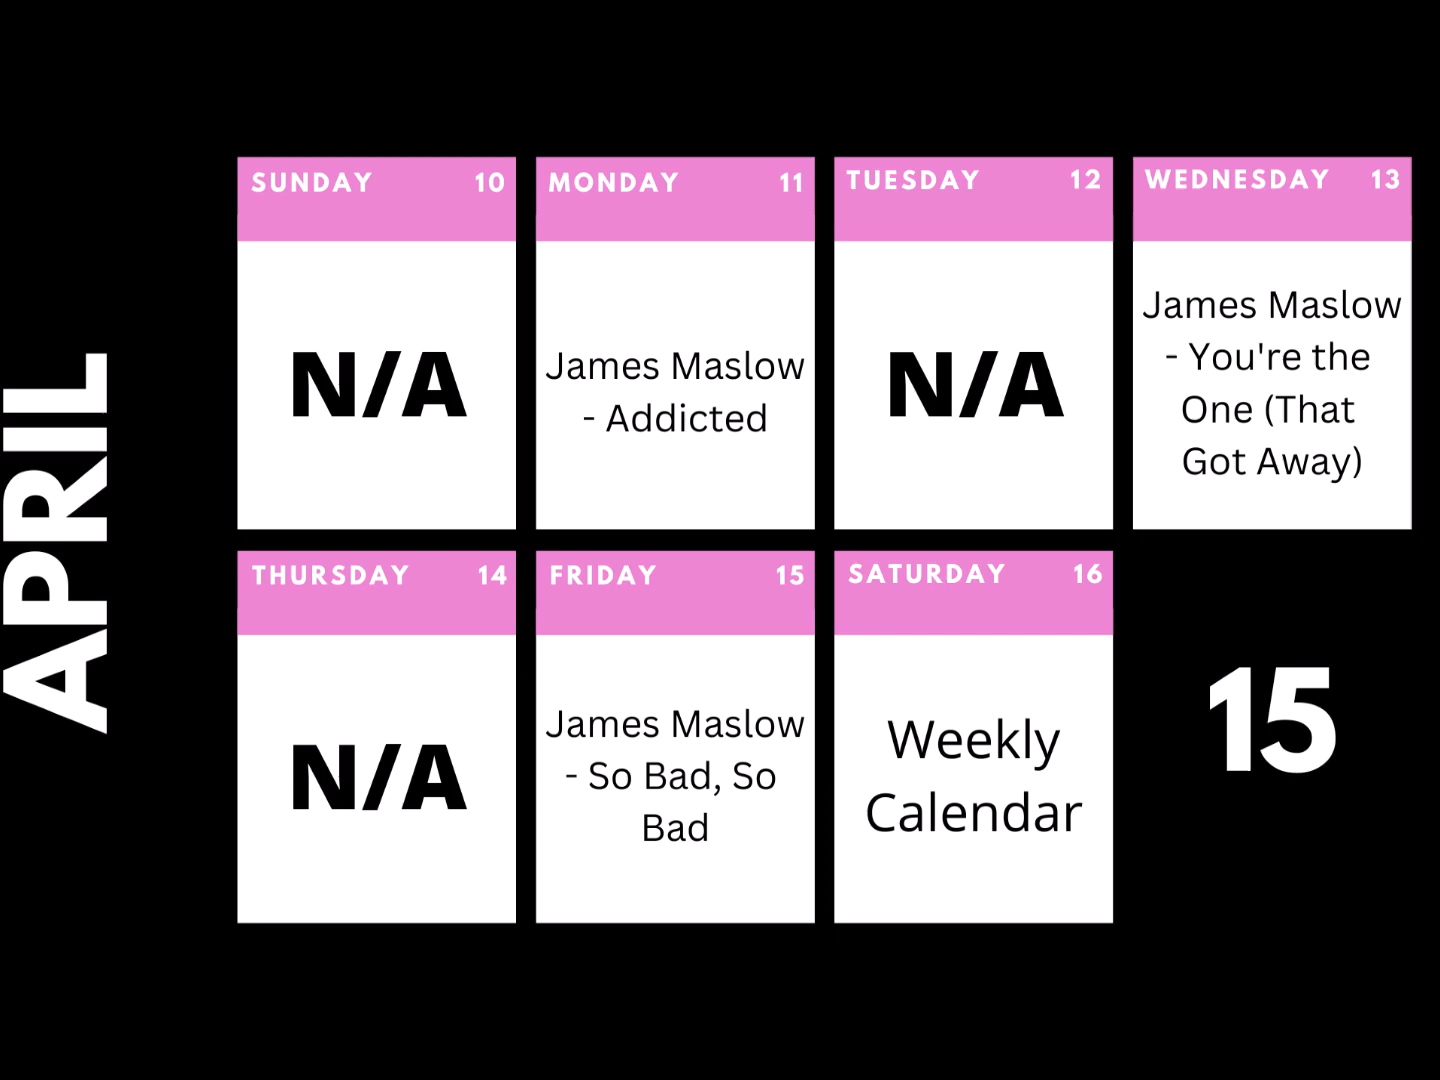 APRIL
SUNDAY 10
N/A
MONDAY 11
James Maslow
- Addicted
TUESDAY 12
N/A
WEDNESDAY 13
James Maslow
- You're the
One (That
Got Away)
THURSDAY 14
N/A
FRIDAY 15
James Maslow
- So Bad, So
Bad
SATURDAY 16
Weekly
Calendar
15